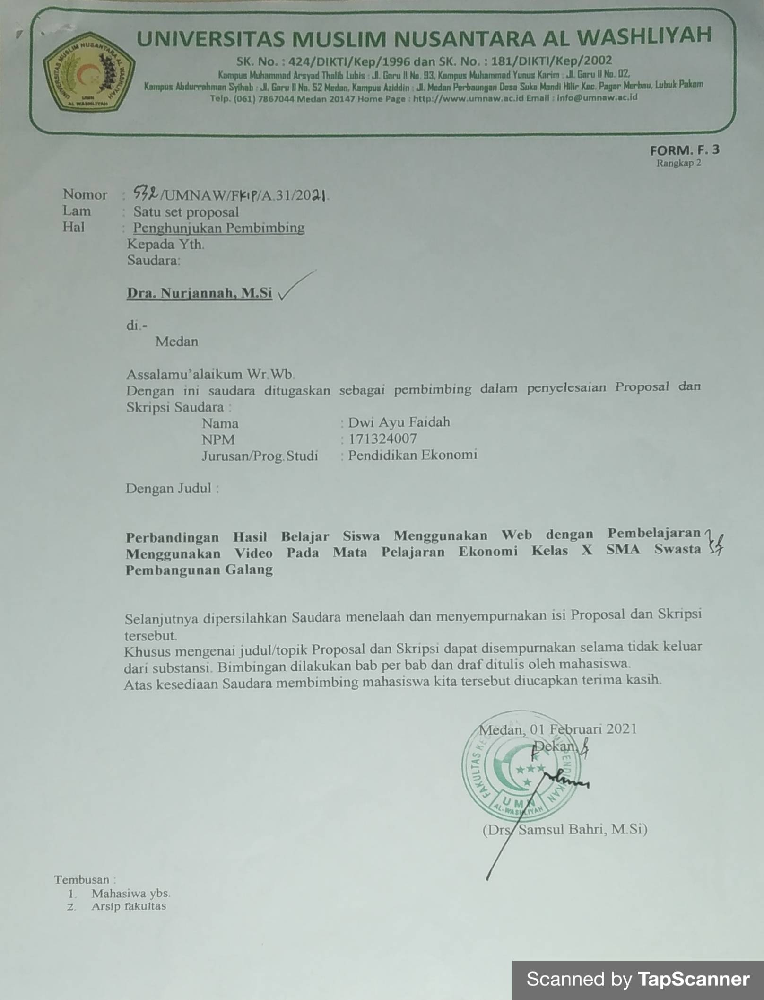 UNIVERSITAS MUSLIM NUSANTARA AL WASHLIYAH
SK. No. : 424/DIKTI/Kep/1996 dan SK. No. : 181/DIKTI/Kep/2002
Kampus Muhammad Arsyad Thalib Lubis : Jl. Garu II No. 93, Kampus Muhammad Yunus Karim : Jl. Garu II No. 02,
Kampus Abdurrahman Syihab : Jl. Garu II No. 52 Medan, Kampus Aziddin : Jl. Medan Perbaungan Desa Suka Mandi Hilir Kec. Pagar Merbau, Lubuk Pakam
Telp. (061) 7867044 Medan 20147 Home Page : http://www.umnaw.ac.id Email : info@umnaw.ac.id
UNIVERSITAS MUSLIM NUSANTARA AL WASHLIYAH
UMN
AL WASHLIYAH
FORM. F. 3
Rangkap 2
Nomor : 532/UMNAW/FKIP/A.31/2021.
Lam : Satu set proposal
Hal : Penghunjukan Pembimbing
Kepada Yth.
Saudara:
Dra. Nurjannah, M.Si
di.-
Medan
Assalamu’alaikum Wr.Wb.
Dengan ini saudara ditugaskan sebagai pembimbing dalam penyelesaian Proposal dan
Skripsi Saudara :
Nama : Dwi Ayu Faidah
NPM : 171324007
Jurusan/Prog.Studi : Pendidikan Ekonomi
Dengan Judul :
Perbandingan Hasil Belajar Siswa Menggunakan Web dengan Pembelajaran
Menggunakan Video Pada Mata Pelajaran Ekonomi Kelas X SMA Swasta
Pembangunan Galang
Selanjutnya dipersilahkan Saudara menelaah dan menyempurnakan isi Proposal dan Skripsi
tersebut.
Khusus mengenai judul/topik Proposal dan Skripsi dapat disempurnakan selama tidak keluar
dari substansi. Bimbingan dilakukan bab per bab dan draf ditulis oleh mahasiswa.
Atas kesediaan Saudara membimbing mahasiswa kita tersebut diucapkan terima kasih.
Medan, 01 Februari 2021
Dekan,
FAKULTAS PENDIDIKAN
UMN
AL-WASHLIYAH
(Drs. Samsul Bahri, M.Si)
Tembusan :
1. Mahasiwa ybs.
2. Arsip fakultas
Scanned by TapScanner